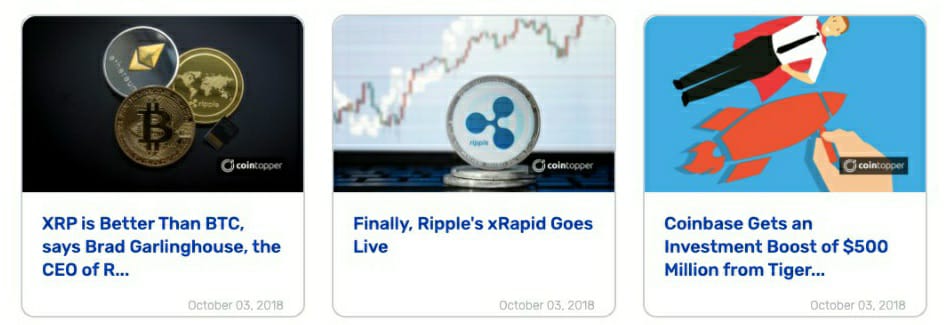 ethereum
ripple
cointopper
XRP is Better Than BTC,
says Brad Garlinghouse, the
CEO of R...
October 03, 2018
ripple
cointopper
Finally, Ripple's xRapid Goes
Live
October 03, 2018
cointopper
Coinbase Gets an
Investment Boost of $500
Million from Tiger...
October 03, 2018